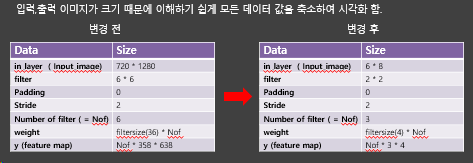 입력,출력 이미지가 크기 때문에 이해하기 쉽게 모든 데이터 값을 축소하여 시각화 함.
변경 전
변경 후
Data Size
in_layer ( Input_image) 720 * 1280
filter 6 * 6
Padding 0
Stride 2
Number of filter ( = Nof) 6
weight filtersize(36) * Nof
y (feature map) Nof * 358 * 638
Data Size
in_layer ( Input_image) 6 * 8
filter 2 * 2
Padding 0
Stride 2
Number of filter ( = Nof) 3
weight filtersize(4) * Nof
y (feature map) Nof * 3 * 4